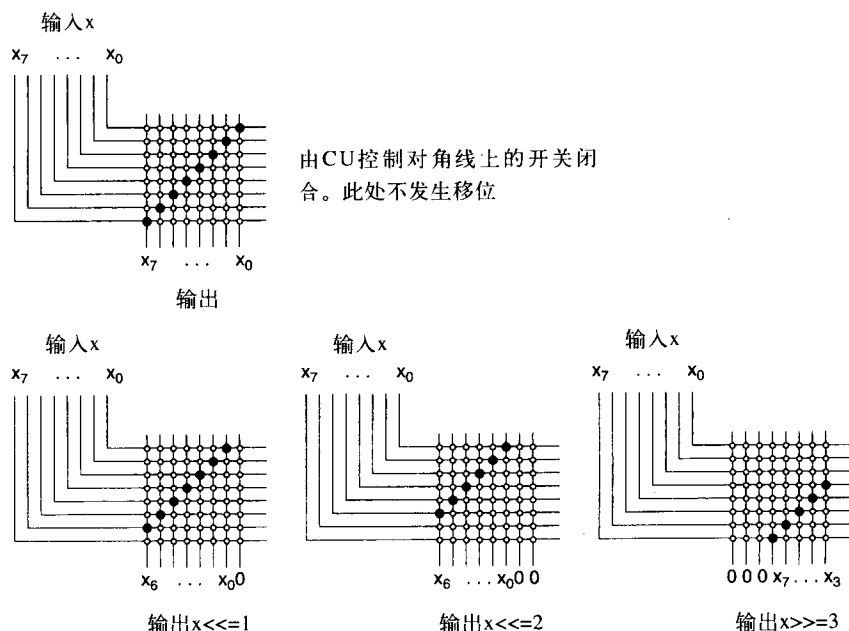 输入x
x₇ ... x₀
由CU控制对角线上的开关闭
合。此处不发生移位
x₇ ... x₀
输出
输入x
x₇ ... x₀
x₆ ... x₀0
输出x<<=1
输入x
x₇ ... x₀
x₆ ...x₀0 0
输出x<<=2
输入x
x₇ ... x₀
0 0 0 x₇...x₃
输出x>>=3